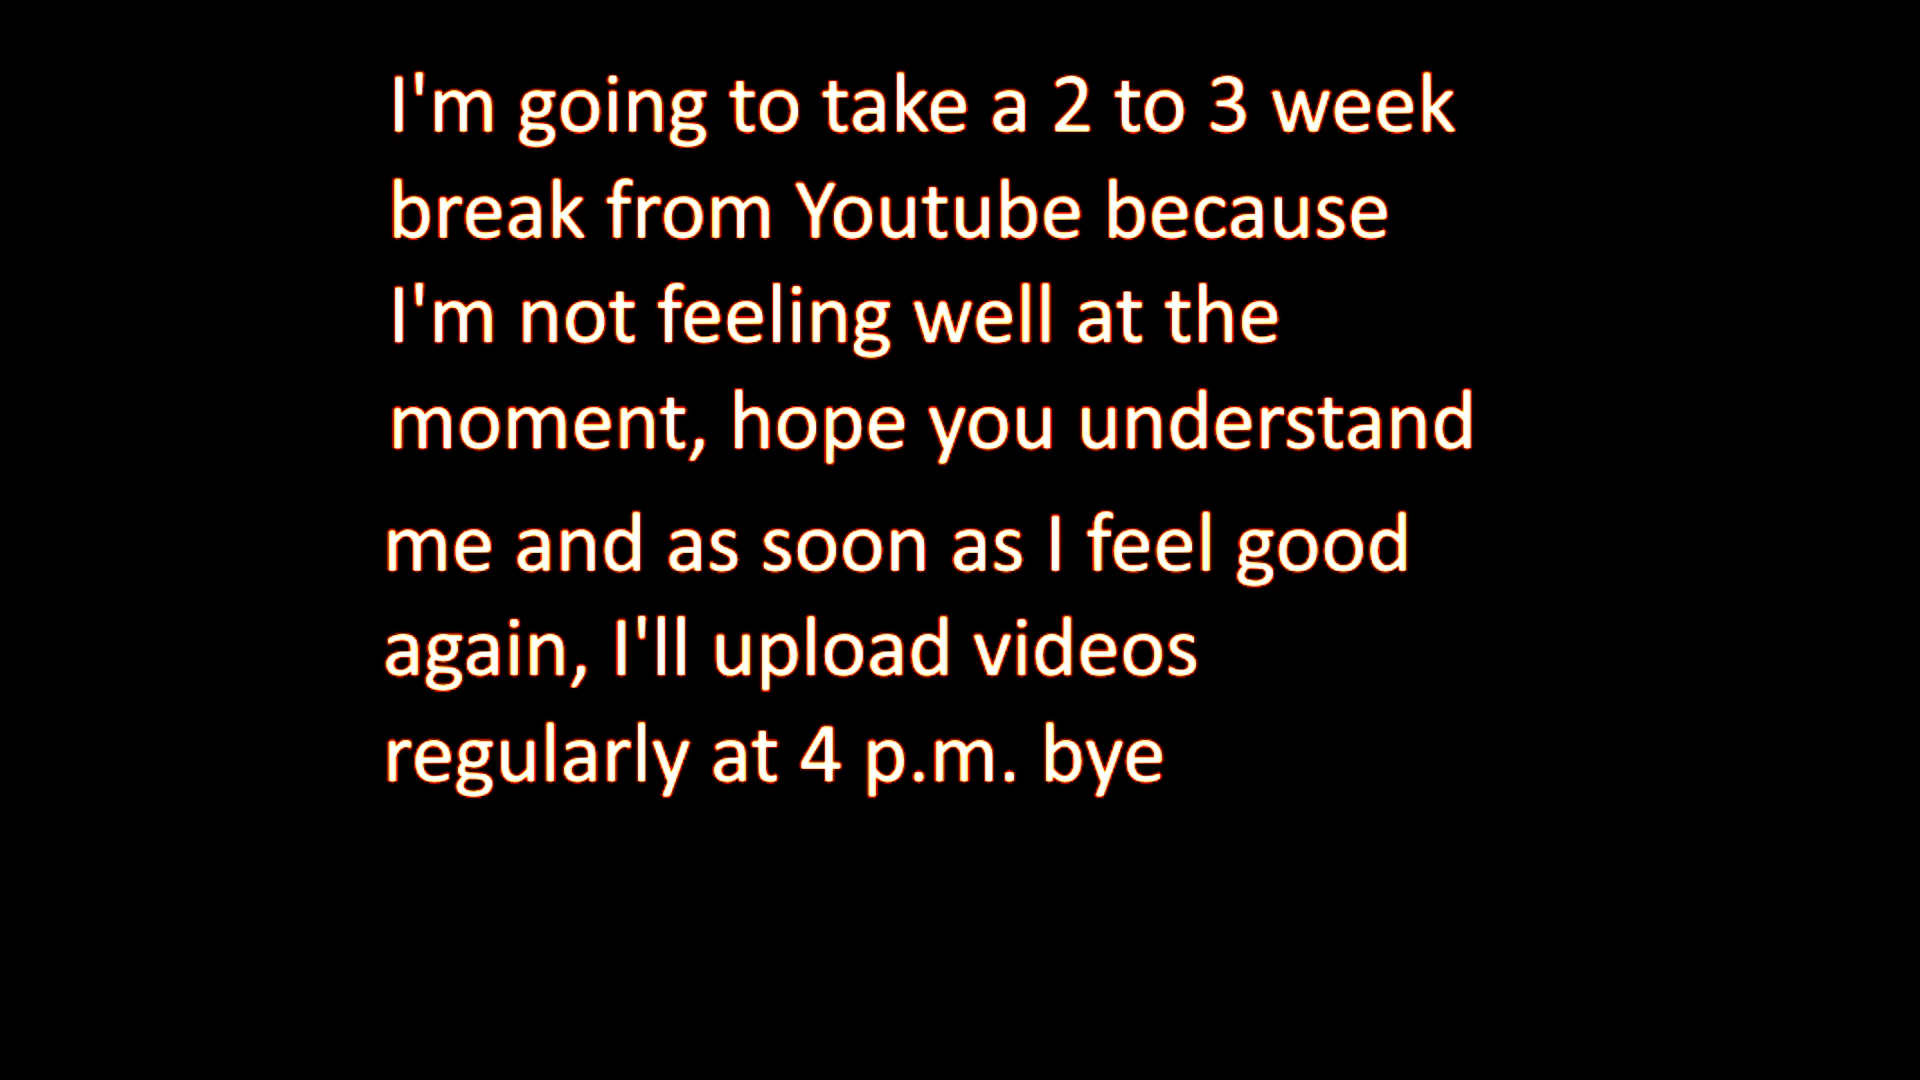 I'm going to take a 2 to 3 week
break from Youtube because
I'm not feeling well at the
moment, hope you understand
me and as soon as I feel good
again, I'll upload videos
regularly at 4 p.m. bye